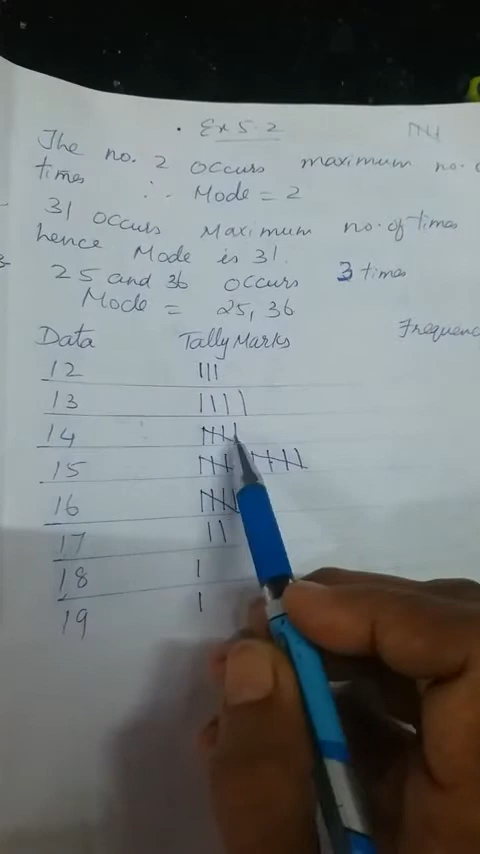 Ex 5.2
The no. 2 occurs maximum no.
times ∴ Mode = 2
31 occurs Maximum no. of times
hence Mode is 31.
25 and 36 occurs 3 times
Mode = 25, 36
Data Tally Marks Frequenc
12 |||
13 ||||
14
15
16
17 ||
18 |
19 |